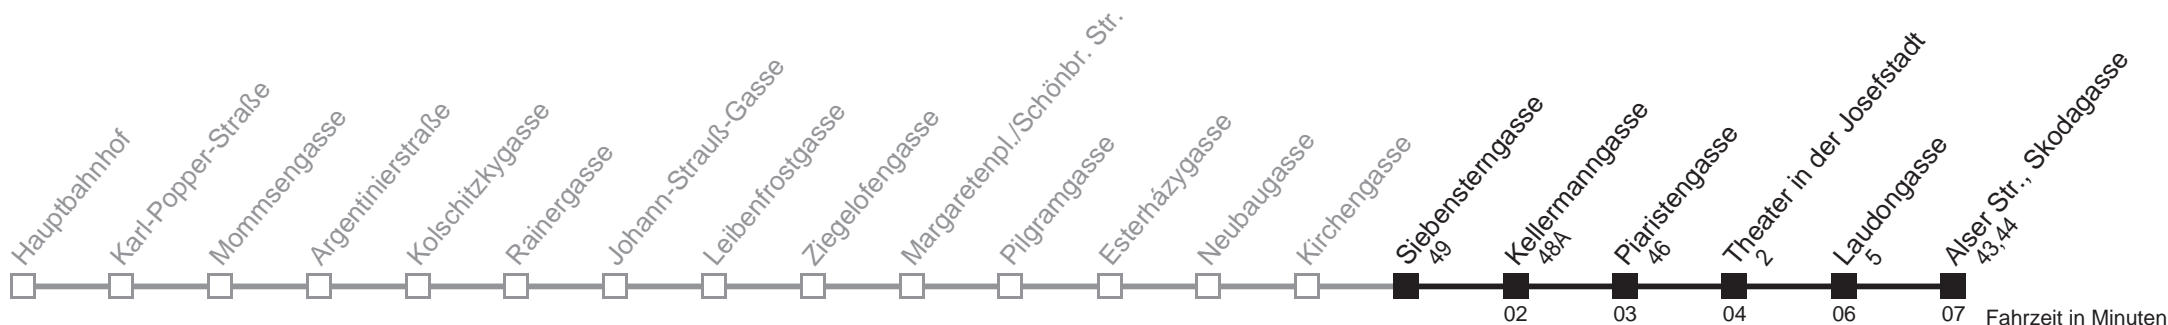 Hauptbahnhof
Karl-Popper-Straße
Mommsengasse
Argentinierstraße
Kolschitzkygasse
Rainergasse
Johann-Strauß-Gasse
Leibenfrostgasse
Ziegelofengasse
Margaretenpl./Schönbr. Str.
Pilgramgasse
Esterházygasse
Neubaugasse
Kirchengasse
Siebensterngasse
49
Kellermanngasse
48A
Piaristengasse
46
Theater in der Josefstadt
2
Laudongasse
5
Alser Str., Skodagasse
43,44
02 03 04 06 07 Fahrzeit in Minuten